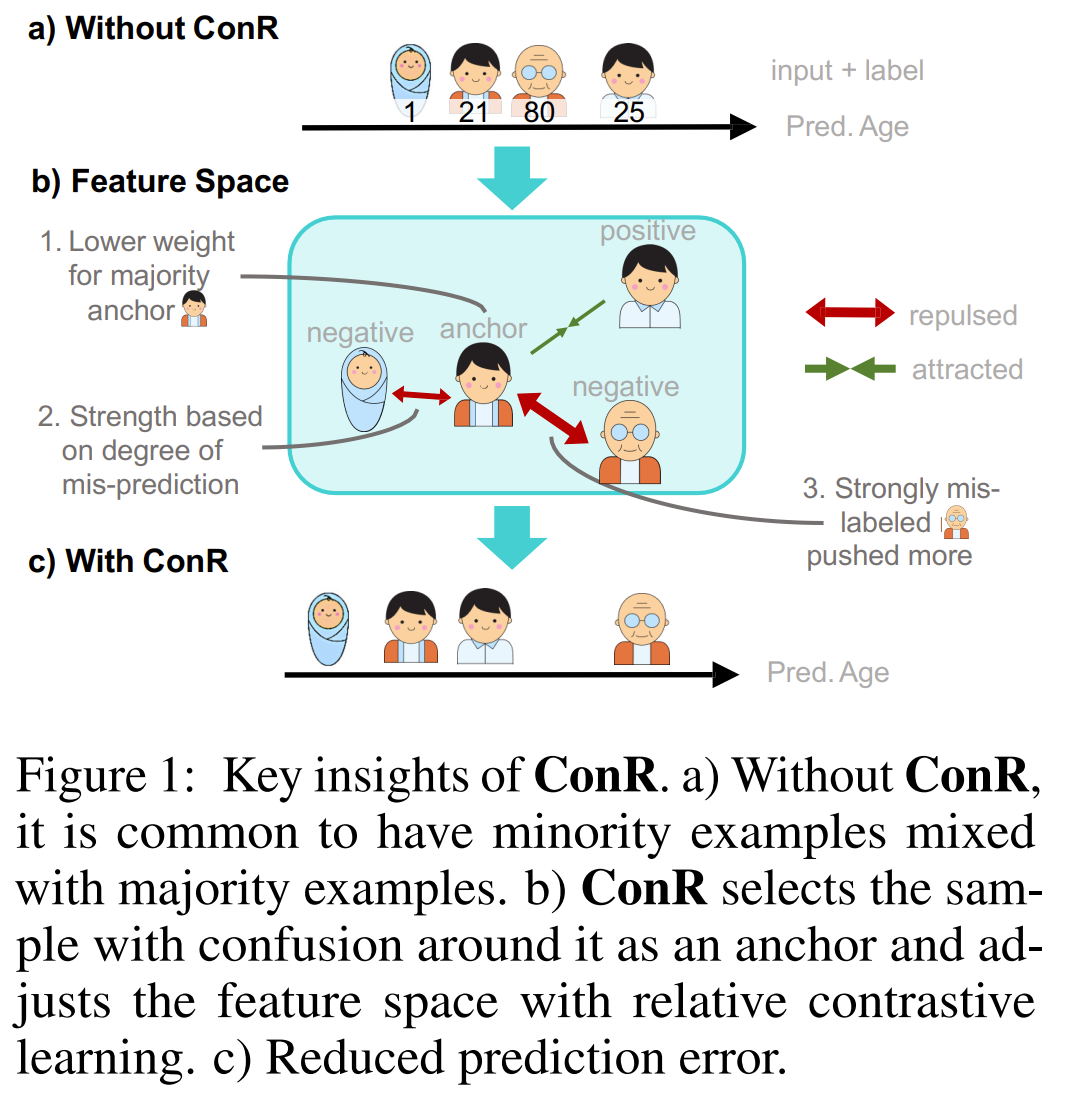 a) Without ConR
1 21 80 25
input + label
Pred. Age
b) Feature Space
1. Lower weight
for majority
anchor
positive
negative
anchor
negative
repulsed
attracted
2. Strength based
on degree of
mis-prediction
3. Strongly mis-
labeled
pushed more
c) With ConR
Pred. Age
Figure 1: Key insights of ConR. a) Without ConR,
it is common to have minority examples mixed
with majority examples. b) ConR selects the sam-
ple with confusion around it as an anchor and ad-
justs the feature space with relative contrastive
learning. c) Reduced prediction error.